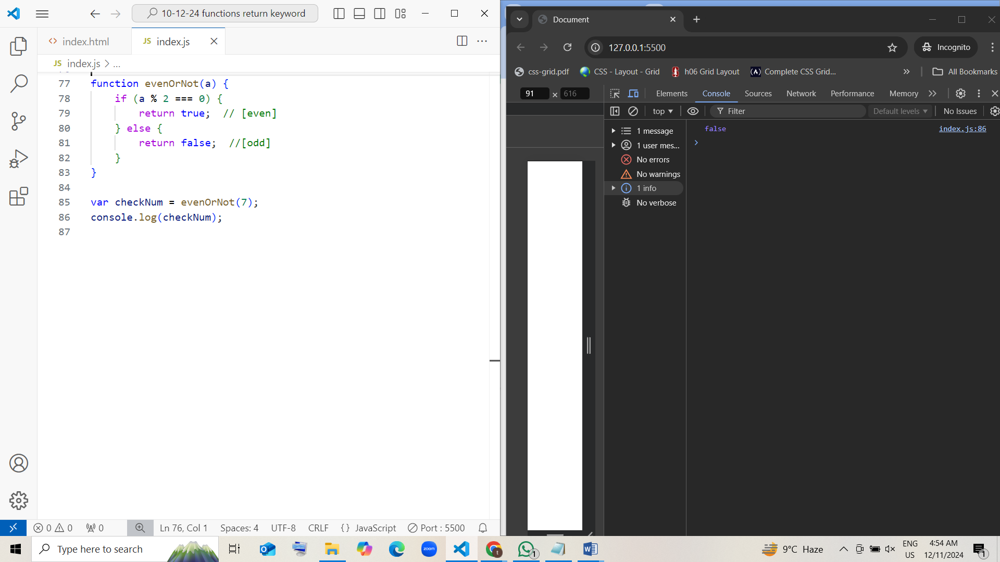 10-12-24 functions return keyword
index.html
JS index.js
JS index.js > ...
77 function evenOrNot(a) {
78 if (a % 2 === 0) {
79 return true; // [even]
80 } else {
81 return false; //[odd]
82 }
83 }
84
85 var checkNum = evenOrNot(7);
86 console.log(checkNum);
87
0 0 0 Ln 76, Col 1 Spaces: 4 UTF-8 CRLF {} JavaScript Port : 5500
Document
127.0.0.1:5500
Incognito
css-grid.pdf CSS - Layout - Grid h06 Grid Layout Complete CSS Grid... All Bookmarks
91 × 616
Elements Console Sources Network Performance Memory
top Filter Default levels No Issues
1 message
1 user mes...
No errors
No warnings
1 info
No verbose
false index.js:86
Type here to search
zoom
t
1
9°C Haze
ENG
US
4:54 AM
12/11/2024
1